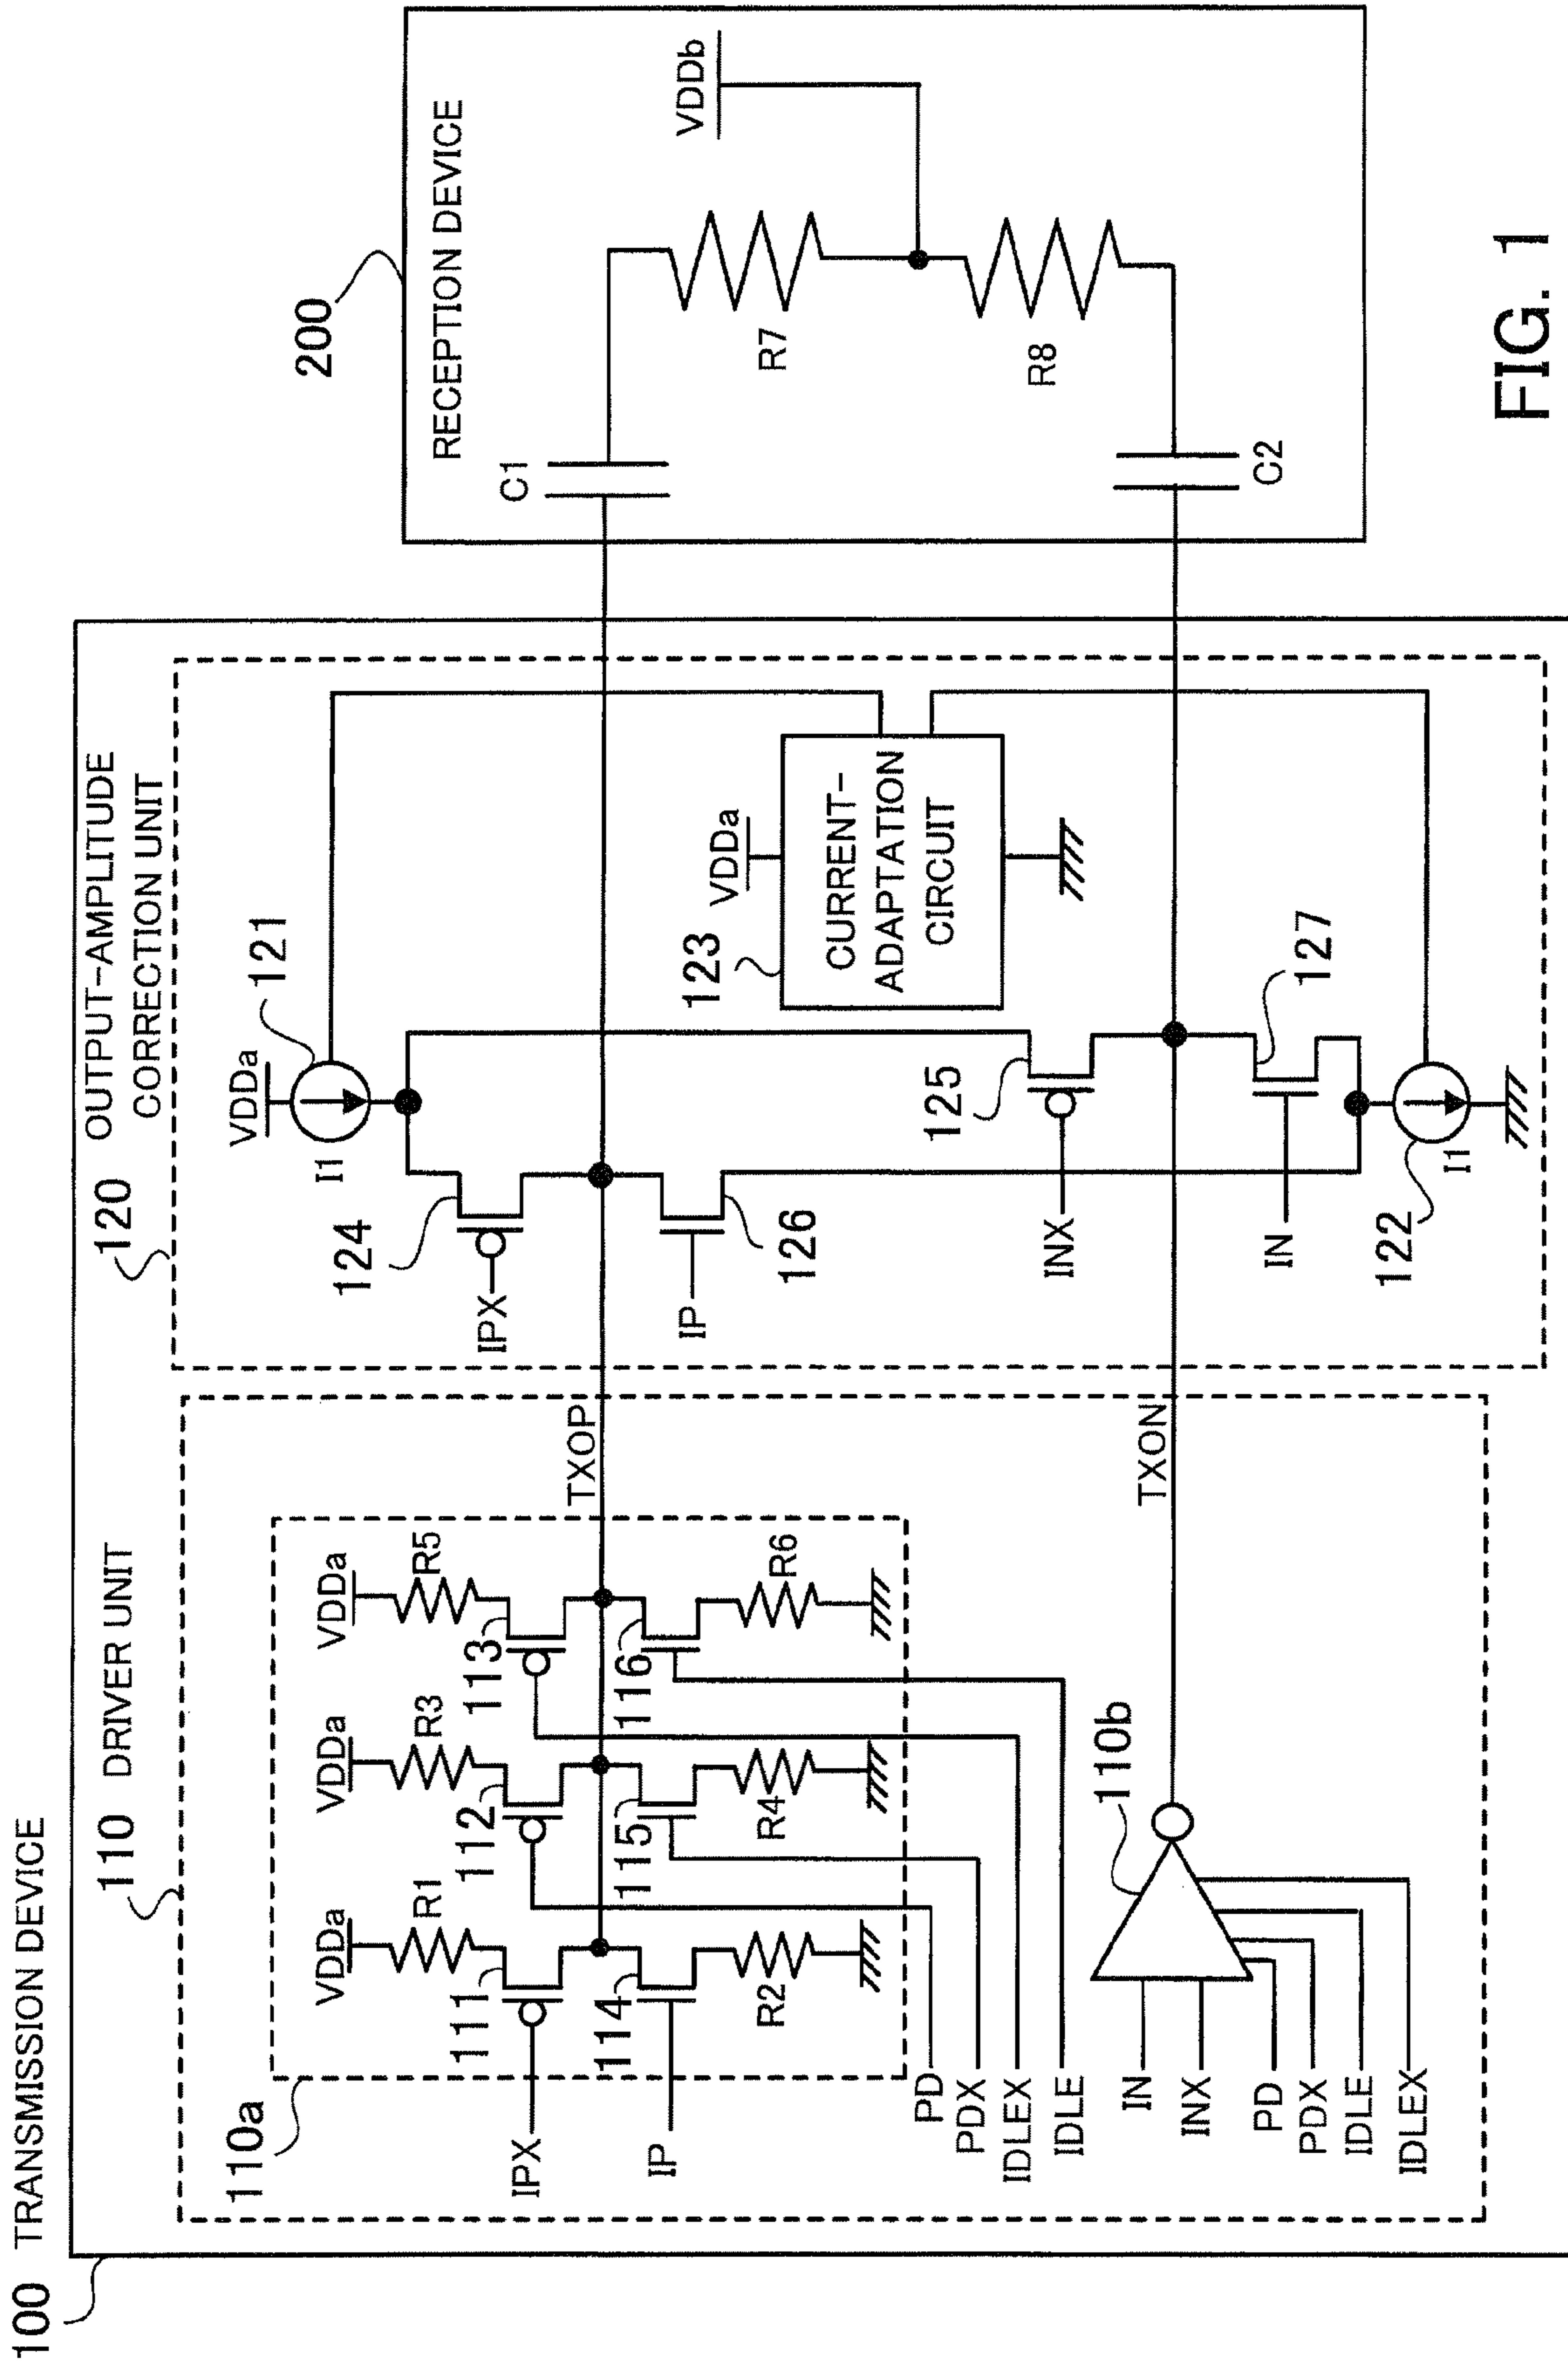 100 TRANSMISSION DEVICE
110 DRIVER UNIT
110a
VDDa
R1
VDDa
R3
VDDa
R5
111
112
113
IPX
TXOP
114
115
116
IP
R2
R4
R6
PD
PDX
IDLEX
IDLE
110b
TXON
IN
INX
PD
PDX
IDLE
IDLEX
120 OUTPUT-AMPLITUDE
CORRECTION UNIT
VDDa
121
I1
124
IPX
IP
126
VDDa
123
CURRENT-
ADAPTATION
CIRCUIT
125
INX
127
IN
122
I1
200
RECEPTION DEVICE
C1
VDDb
R7
R8
C2
FIG. 1